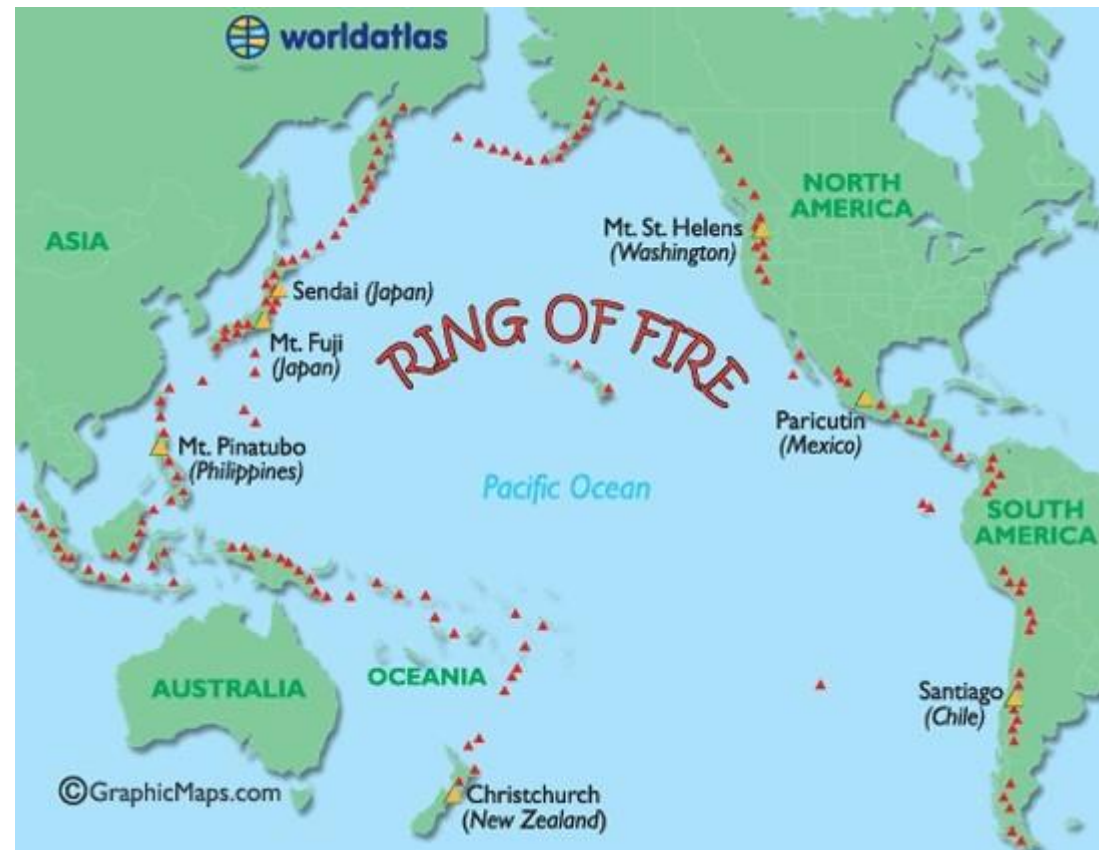 worldatlas
NORTH
AMERICA
Mt. St. Helens
(Washington)
ASIA
Sendai (Japan)
RING OF FIRE
Mt. Fuji
(Japan)
Paricutin
(Mexico)
Mt. Pinatubo
(Philippines)
Pacific Ocean
SOUTH
AMERICA
OCEANIA
AUSTRALIA
Santiago
(Chile)
©GraphicMaps.com
Christchurch
(New Zealand)